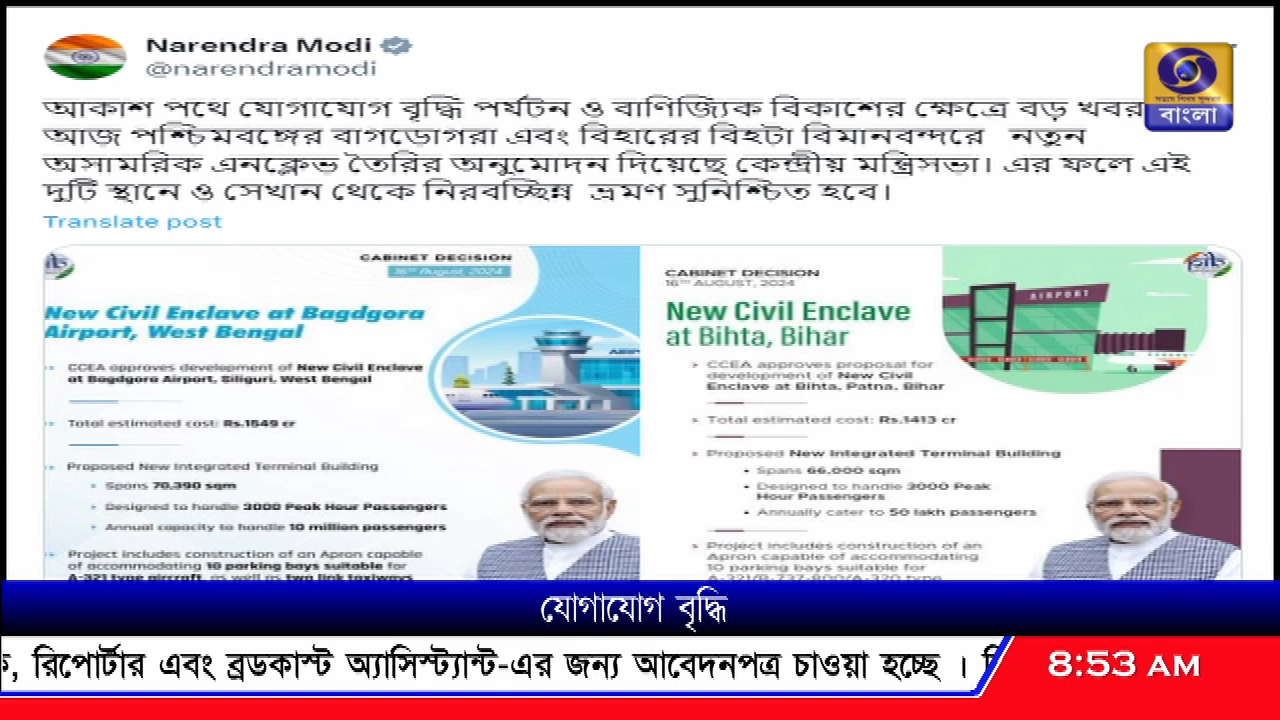 Narendra Modi
@narendramodi
আকাশ পথে যোগাযোগ বৃদ্ধি পর্যটন ও বাণিজ্যিক বিকাশের ক্ষেত্রে বড় খবর
আজ পশ্চিমবঙ্গের বাগডোগরা এবং বিহারের বিহটা বিমানবন্দরে নতুন
অসামরিক এনক্লেভ তৈরির অনুমোদন দিয়েছে কেন্দ্রীয় মন্ত্রিসভা। এর ফলে এই
দুটি স্থানে ও সেখান থেকে নিরবচ্ছিন্ন ভ্রমণ সুনিশ্চিত হবে।
Translate post
বাংলা
CABINET DECISION
16TH August, 2024
New Civil Enclave at Bagdgora
Airport, West Bengal
CCEA approves development of New Civil Enclave
at Bagdogra Airport, Siliguri, West Bengal
Total estimated cost: Rs.1549 cr
Proposed New Integrated Terminal Building
Spans 70,390 sqm
Designed to handle 3000 Peak Hour Passengers
Annual capacity to handle 10 million passengers
Project includes construction of an Apron capable
of accommodating 10 parking bays suitable for
A-321 type aircraft, as well as two link taxiways
CABINET DECISION
16TH AUGUST, 2024
New Civil Enclave
at Bihta, Bihar
AIRPORT
CCEA approves proposal for
development of New Civil
Enclave at Bihta, Patna, Bihar
Total estimated cost: Rs.1413 cr
Proposed New Integrated Terminal Building
Spans 66,000 sqm
Designed to handle 3000 Peak
Hour Passengers
Annually cater to 50 lakh passengers
Project includes construction of an
Apron capable of accommodating
10 parking bays suitable for
A-321/B-737-800/A-320 type
যোগাযোগ বৃদ্ধি
রিপোর্টার এবং ব্রডকাস্ট অ্যাসিস্ট্যান্ট-এর জন্য আবেদনপত্র চাওয়া হচ্ছে ।
8:53 AM